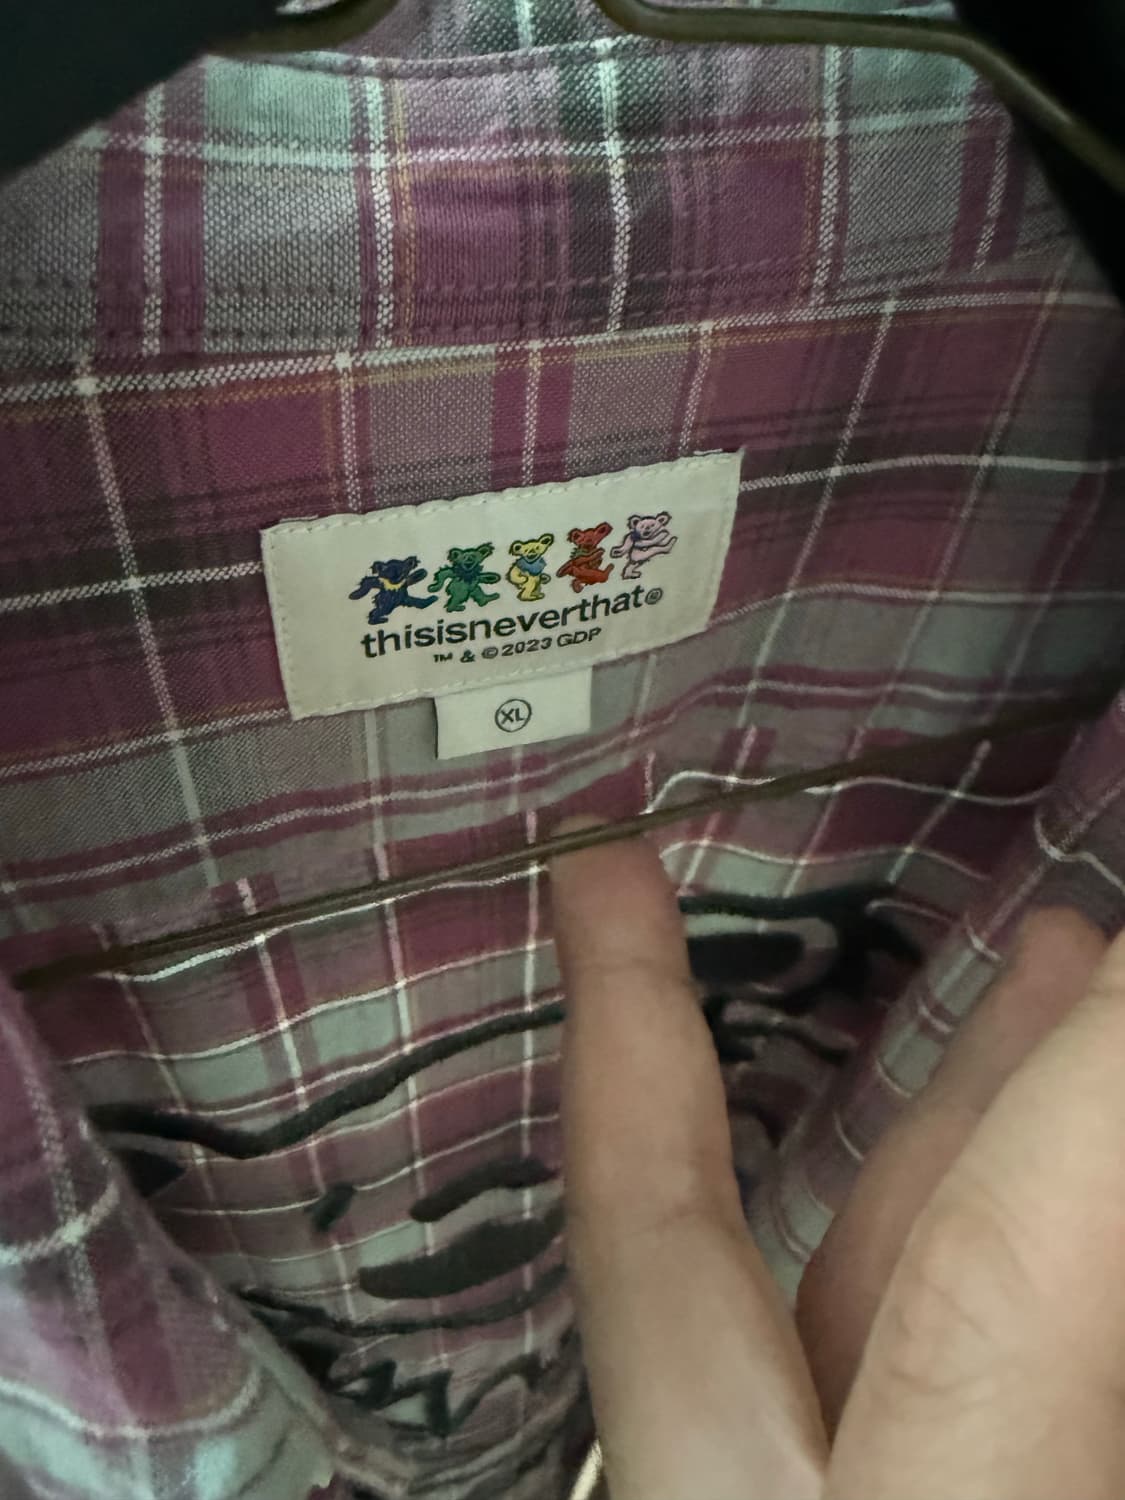 thisisneverthat®
™ & © 2023 GDP
XL